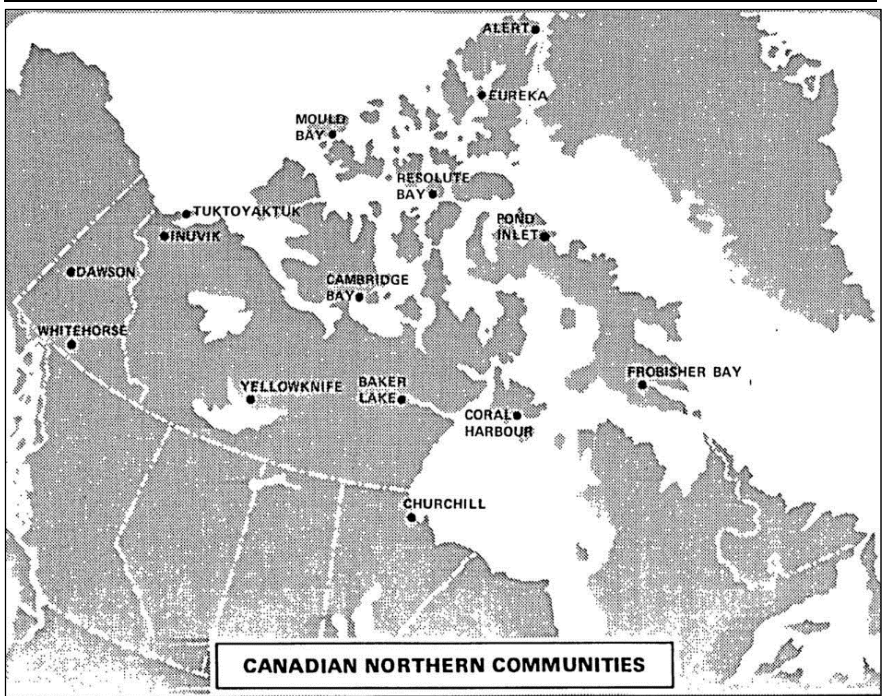 ALERT
EUREKA
MOULD
BAY
RESOLUTE
BAY
TUKTOYAKTUK
POND
INLET
INUVIK
DAWSON
CAMBRIDGE
BAY
WHITEHORSE
YELLOWKNIFE
BAKER
LAKE
FROBISHER BAY
CORAL
HARBOUR
CHURCHILL
CANADIAN NORTHERN COMMUNITIES